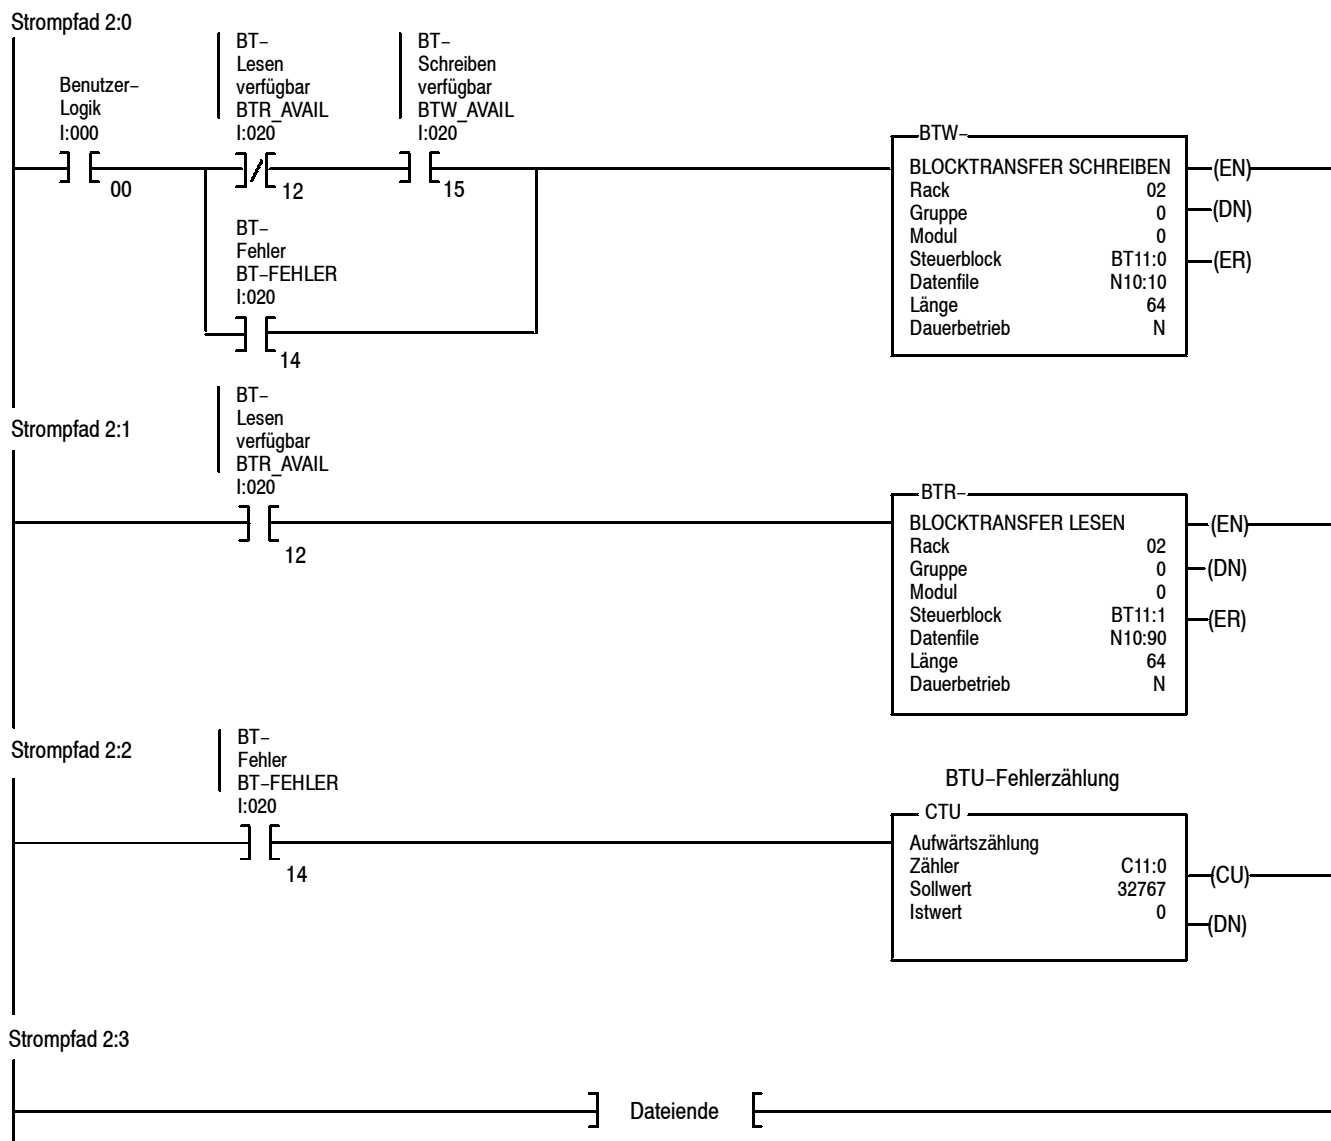 Strompfad 2:0
Benutzer–
Logik
I:000
00
BT–
Lesen
verfügbar
BTR_AVAIL
I:020
12
BT–
Schreiben
verfügbar
BTW_AVAIL
I:020
15
BT–
Fehler
BT–FEHLER
I:020
14
BTW–
BLOCKTRANSFER SCHREIBEN
Rack 02
Gruppe 0
Modul 0
Steuerblock BT11:0
Datenfile N10:10
Länge 64
Dauerbetrieb N
(EN)
(DN)
(ER)
Strompfad 2:1
BT–
Lesen
verfügbar
BTR_AVAIL
I:020
12
BTR–
BLOCKTRANSFER LESEN
Rack 02
Gruppe 0
Modul 0
Steuerblock BT11:1
Datenfile N10:90
Länge 64
Dauerbetrieb N
(EN)
(DN)
(ER)
Strompfad 2:2
BT–
Fehler
BT–FEHLER
I:020
14
BTU–Fehlerzählung
CTU
Aufwärtszählung
Zähler C11:0
Sollwert 32767
Istwert 0
(CU)
(DN)
Strompfad 2:3
Dateiende